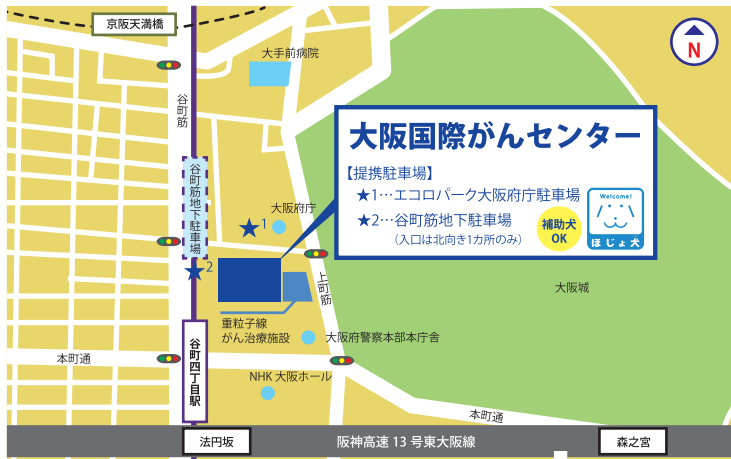 京阪天満橋
N
大手前病院
谷町筋
大阪国際がんセンター
【提携駐車場】
★1…エコロパーク大阪府庁駐車場
★2…谷町筋地下駐車場
（入口は北向き1カ所のみ）
補助犬
OK
Welcome!
ほじょ犬
谷町筋地下駐車場
大阪府庁
★1
★2
上町筋
大阪城
重粒子線
がん治療施設
大阪府警察本部本庁舎
谷町四丁目駅
本町通
NHK 大阪ホール
本町通
法円坂
阪神高速 13 号東大阪線
森之宮